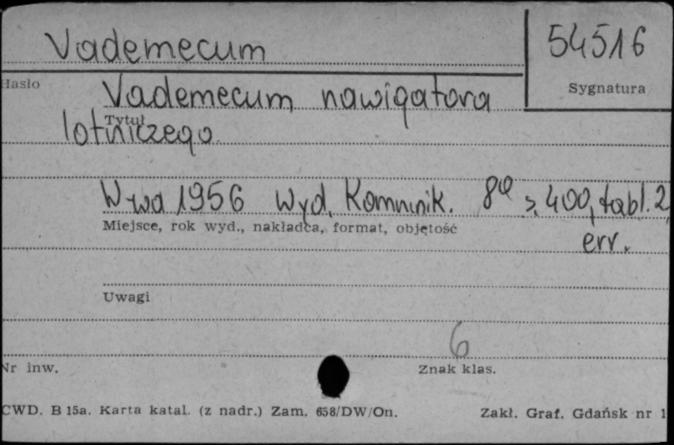 Vademecum
54516
Hasło
Sygnatura
Vademecum nawigatora
Tytuł
lotniczego
W-wa 1956 Wyd. Komunik. 8º s. 400, tabl. 2,
Miejsce, rok wyd., nakładca, format, objętość
err.
Uwagi
6
Nr inw.
Znak klas.
CWD. B 15a. Karta katal. (z nadr.) Zam. 658/DW/On.
Zakł. Graf. Gdańsk nr 1